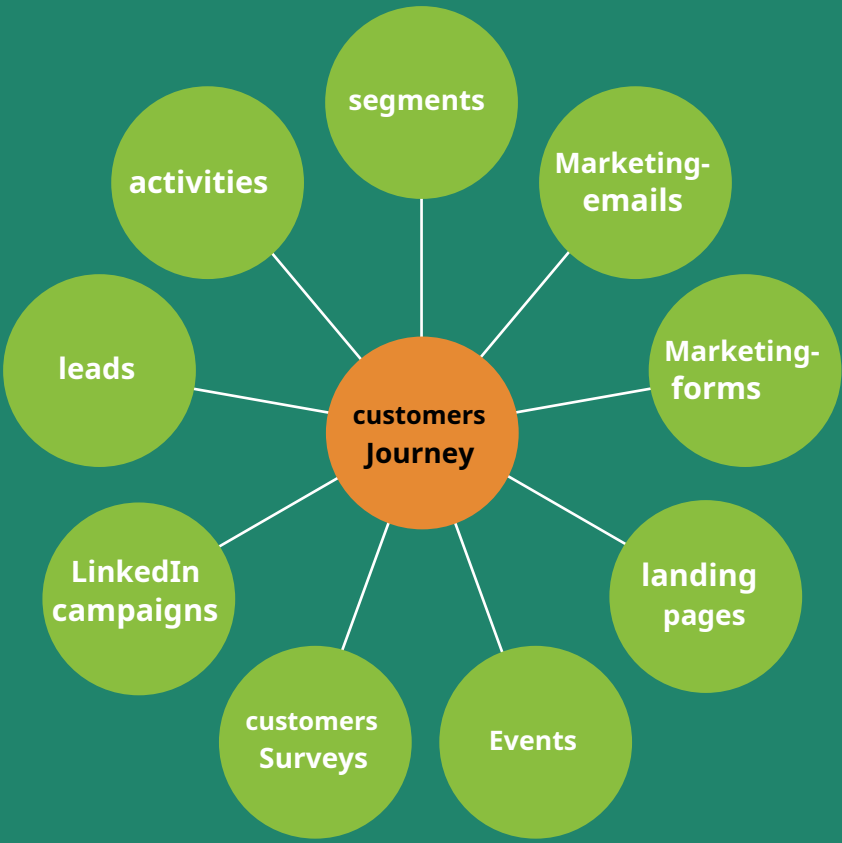 segments
activities
Marketing-
emails
leads
Marketing-
forms
customers
Journey
LinkedIn
campaigns
landing
pages
customers
Surveys
Events